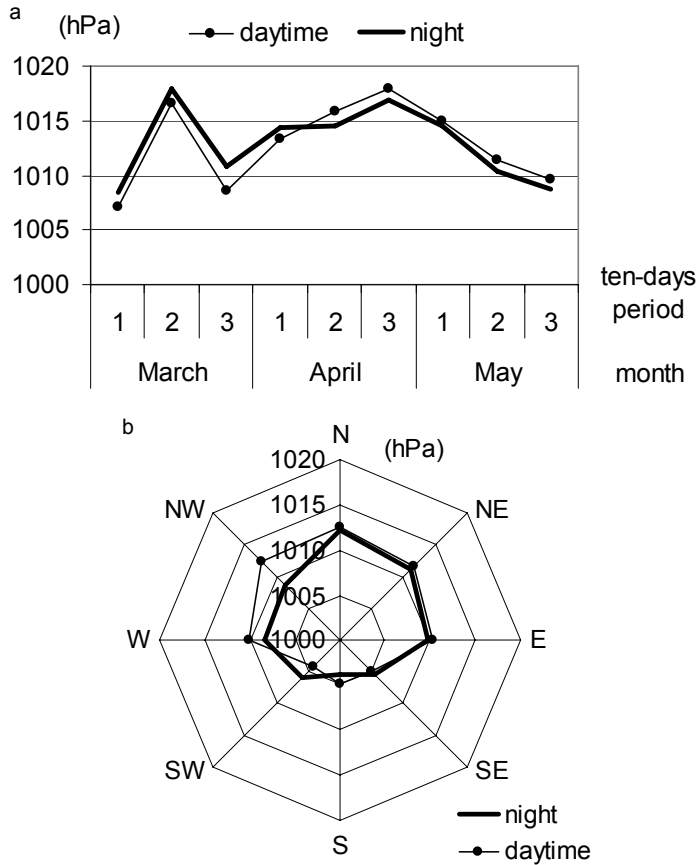 a
(hPa)
daytime night
1020
1015
1010
1005
1000
ten-days
period
1 2 3 1 2 3 1 2 3
March April May month
b
N
(hPa)
1020
NW NE
1015
1010
1005
W 1000 E
SW SE
S
night
daytime